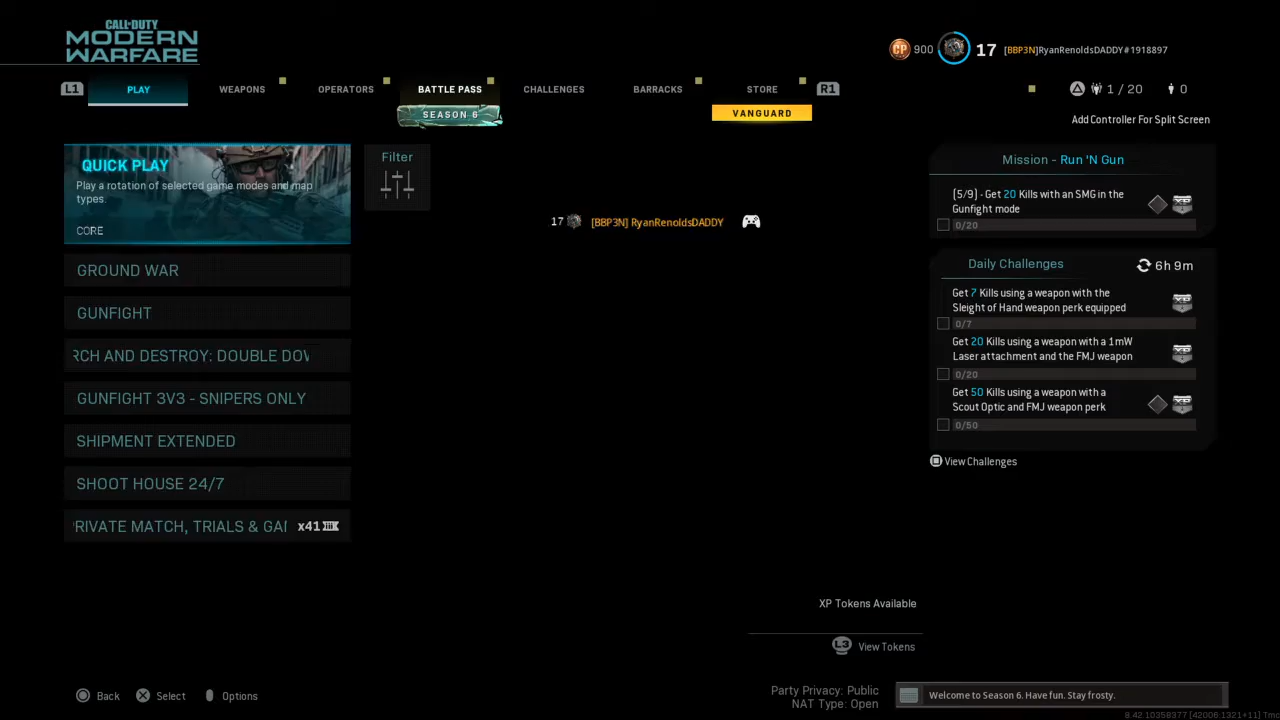 CALL OF DUTY
MODERN
WARFARE
CP 900 17 [BBP3N]RyanRenoldsDADDY#1918897
L1 PLAY WEAPONS OPERATORS BATTLE PASS CHALLENGES BARRACKS STORE R1 1 / 20 0
SEASON 6 VANGUARD
Add Controller For Split Screen
QUICK PLAY
Play a rotation of selected game modes and map
types.
CORE
Filter
17 [BBP3N] RyanRenoldsDADDY
GROUND WAR
GUNFIGHT
RCH AND DESTROY: DOUBLE DOV
GUNFIGHT 3V3 - SNIPERS ONLY
SHIPMENT EXTENDED
SHOOT HOUSE 24/7
PRIVATE MATCH, TRIALS & GAI x41
Mission - Run 'N Gun
(5/9) - Get 20 Kills with an SMG in the
Gunfight mode
0/20
Daily Challenges 6h 9m
Get 7 Kills using a weapon with the
Sleight of Hand weapon perk equipped
0/7
Get 20 Kills using a weapon with a 1mW
Laser attachment and the FMJ weapon
0/20
Get 50 Kills using a weapon with a
Scout Optic and FMJ weapon perk
0/50
View Challenges
XP Tokens Available
L3 View Tokens
Back Select Options
Party Privacy: Public
NAT Type: Open
Welcome to Season 6. Have fun. Stay frosty.